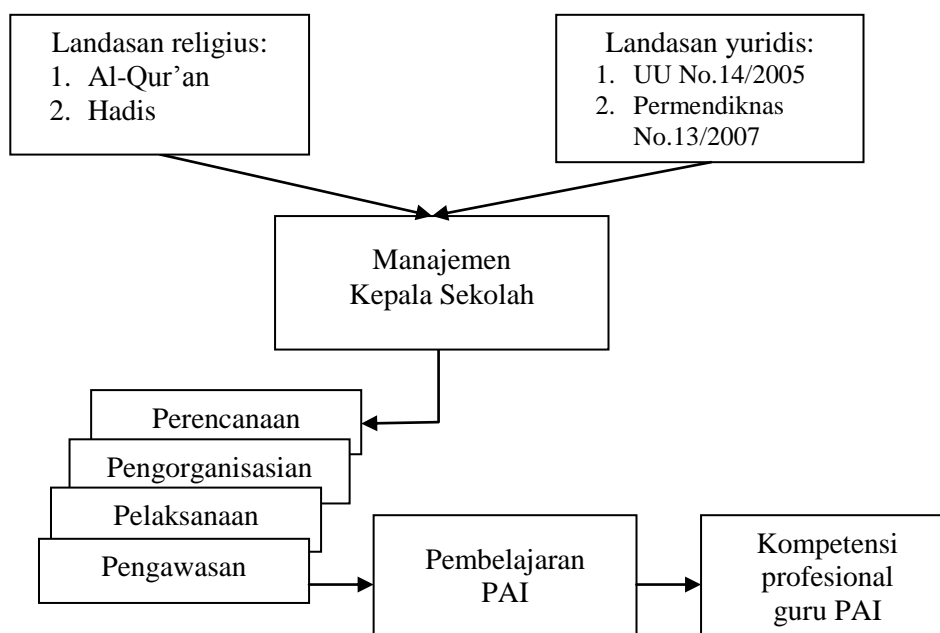 Landasan religius:
1. Al-Qur’an
2. Hadis
Landasan yuridis:
1. UU No.14/2005
2. Permendiknas
No.13/2007
Manajemen
Kepala Sekolah
Perencanaan
Pengorganisasian
Pelaksanaan
Pengawasan
Pembelajaran
PAI
Kompetensi
profesional
guru PAI